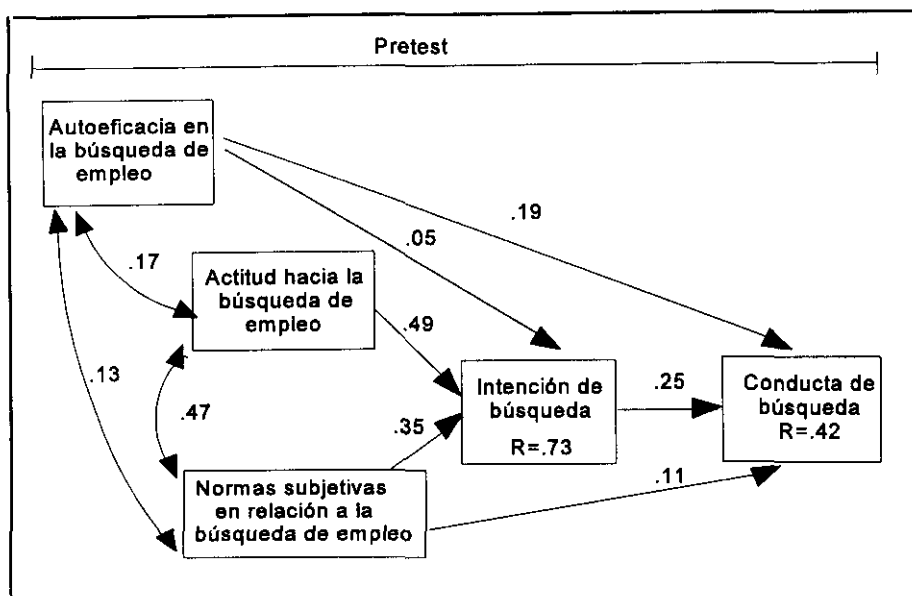 Pretest
Autoeficacia en
la búsqueda de
empleo
.19
.05
.17
Actitud hacia la
búsqueda de
empleo
.49
.13
.47
.35
Intención de
búsqueda
R=.73
.25
Conducta de
búsqueda
R=.42
Normas subjetivas
en relación a la
búsqueda de empleo
.11